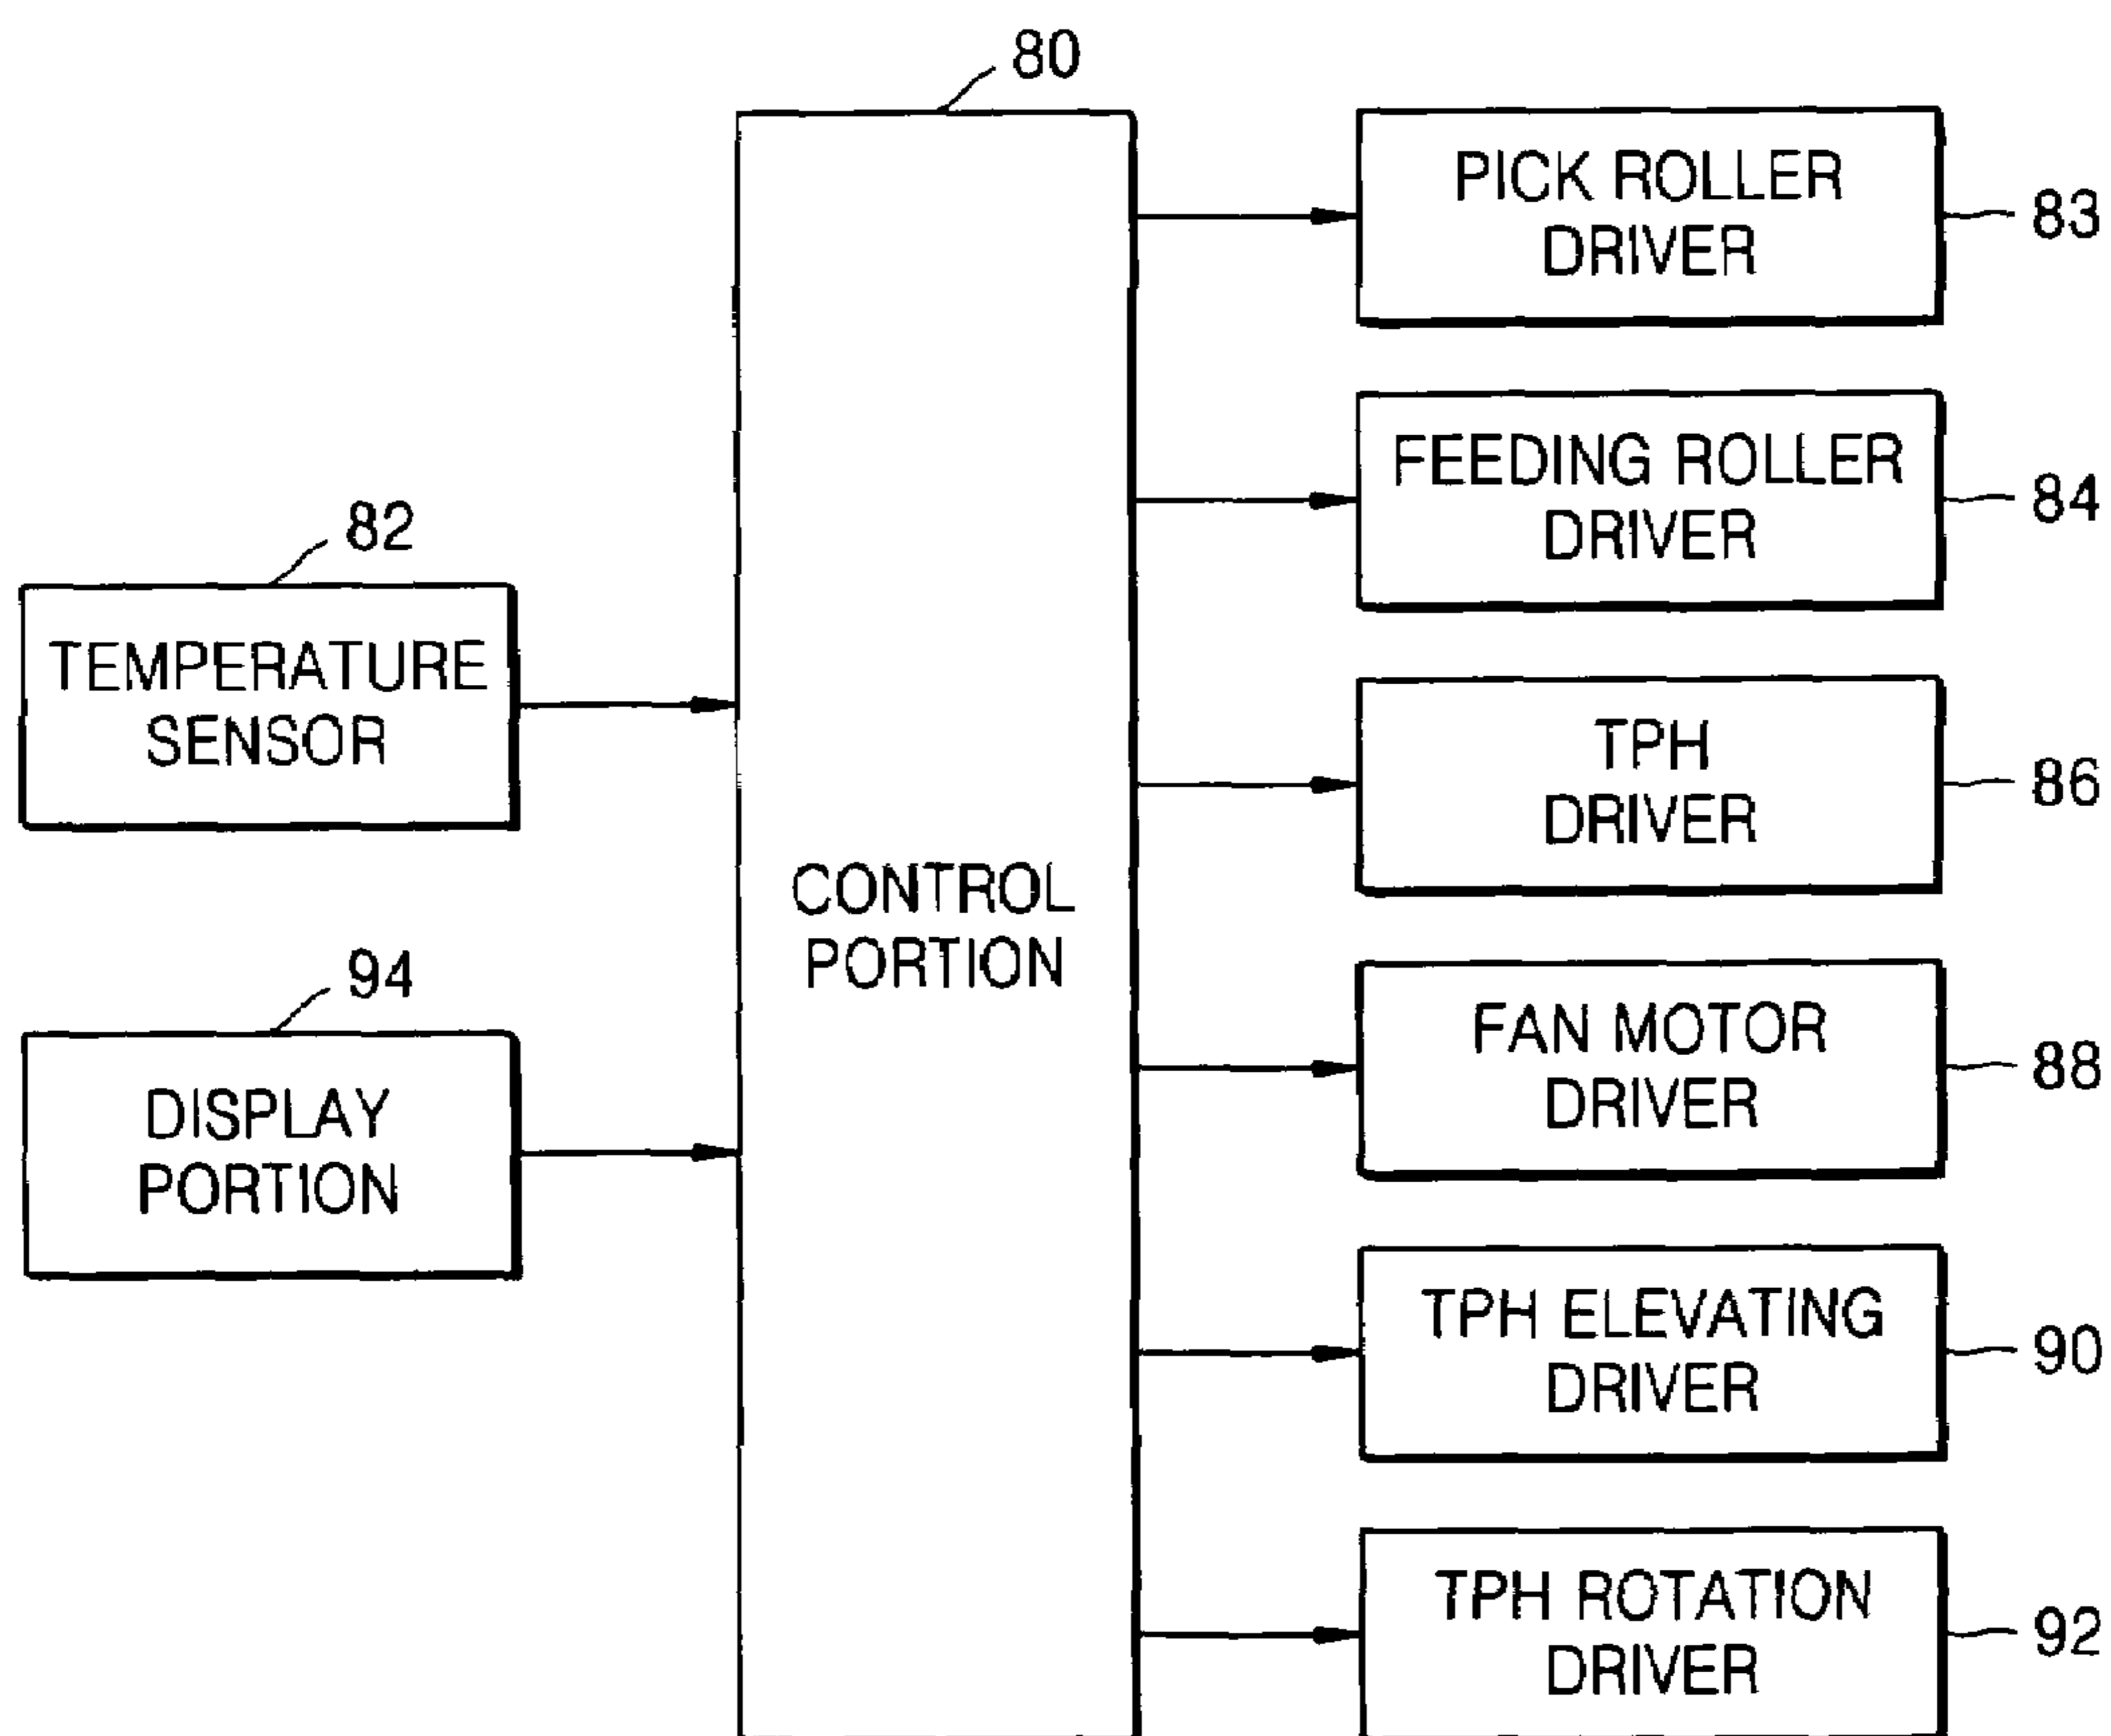 80
PICK ROLLER
DRIVER
83
FEEDING ROLLER
DRIVER
84
82
TEMPERATURE
SENSOR
TPH
DRIVER
86
CONTROL
PORTION
94
DISPLAY
PORTION
FAN MOTOR
DRIVER
88
TPH ELEVATING
DRIVER
90
TPH ROTATION
DRIVER
92